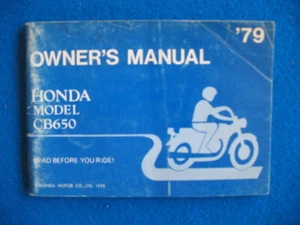 '79
OWNER'S MANUAL
HONDA
MODEL
CB650
READ BEFORE YOU RIDE!
HONDA MOTOR CO., LTD. 1978